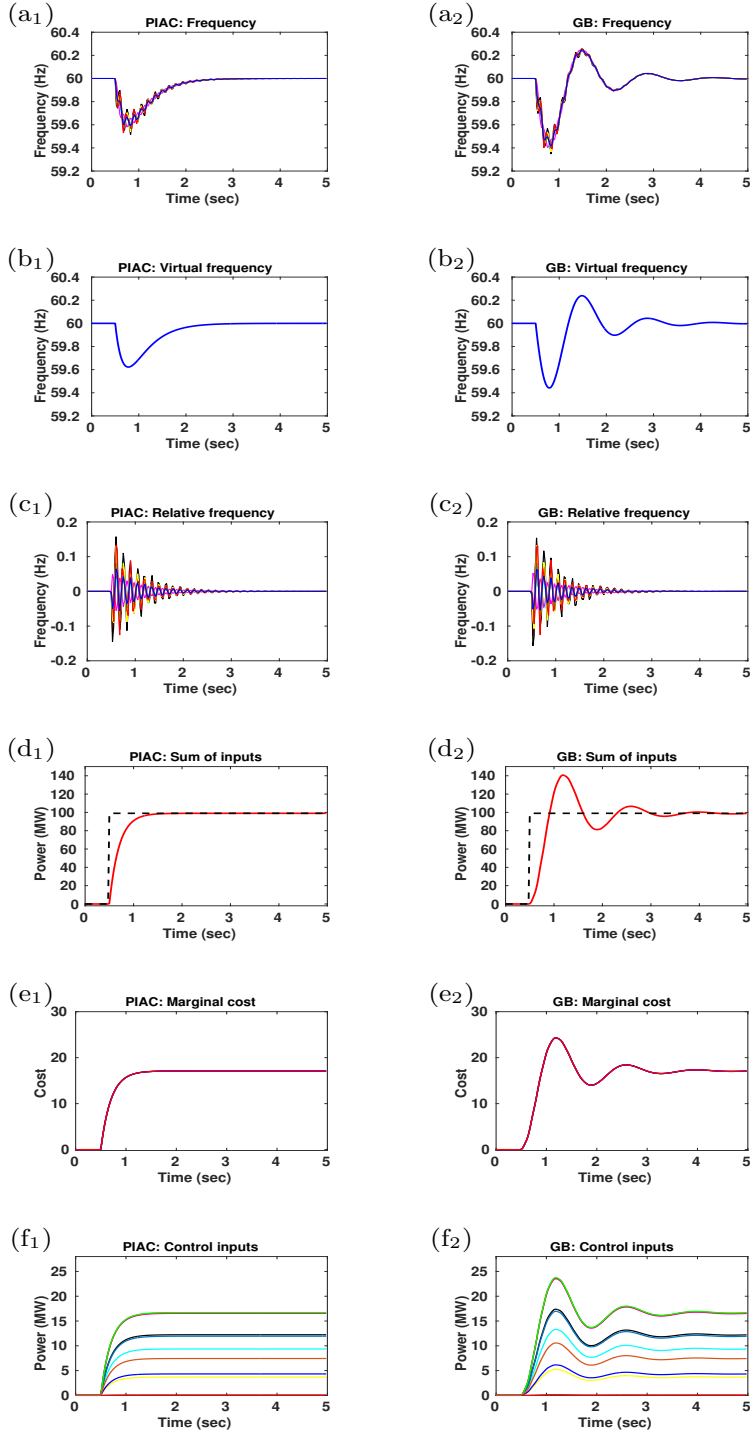 (a1)
PIAC: Frequency
60.4
60.2
60
59.8
59.6
59.4
59.2
Frequency (Hz)
0 1 2 3 4 5
Time (sec)
(a2)
GB: Frequency
60.4
60.2
60
59.8
59.6
59.4
59.2
Frequency (Hz)
0 1 2 3 4 5
Time (sec)
(b1)
PIAC: Virtual frequency
60.4
60.2
60
59.8
59.6
59.4
59.2
Frequency (Hz)
0 1 2 3 4 5
Time (sec)
(b2)
GB: Virtual frequency
60.4
60.2
60
59.8
59.6
59.4
59.2
Frequency (Hz)
0 1 2 3 4 5
Time (sec)
(c1)
PIAC: Relative frequency
0.2
0.1
0
-0.1
-0.2
Frequency (Hz)
0 1 2 3 4 5
Time (sec)
(c2)
GB: Relative frequency
0.2
0.1
0
-0.1
-0.2
Frequency (Hz)
0 1 2 3 4 5
Time (sec)
(d1)
PIAC: Sum of inputs
140
120
100
80
60
40
20
0
Power (MW)
0 1 2 3 4 5
Time (sec)
(d2)
GB: Sum of inputs
140
120
100
80
60
40
20
0
Power (MW)
0 1 2 3 4 5
Time (sec)
(e1)
PIAC: Marginal cost
30
20
10
0
Cost
0 1 2 3 4 5
Time (sec)
(e2)
GB: Marginal cost
30
20
10
0
Cost
0 1 2 3 4 5
Time (sec)
(f1)
PIAC: Control inputs
25
20
15
10
5
0
Power (MW)
0 1 2 3 4 5
Time (sec)
(f2)
GB: Control inputs
25
20
15
10
5
0
Power (MW)
0 1 2 3 4 5
Time (sec)